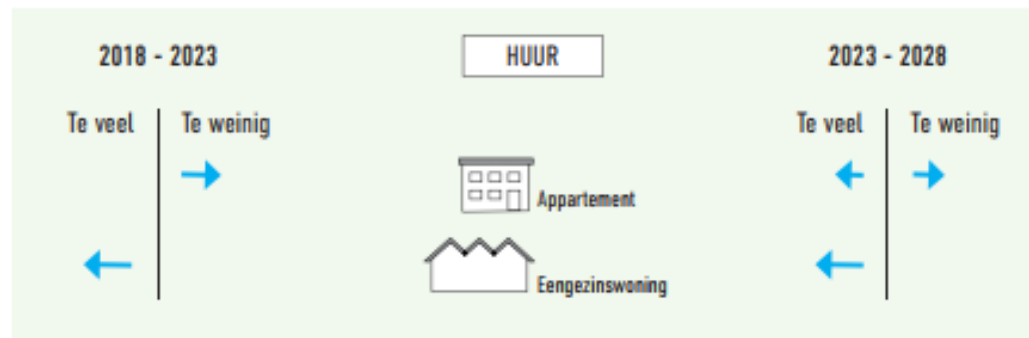 2018 - 2023
HUUR
2023 - 2028
Te veel
Te weinig
Te veel
Te weinig
Appartement
Eengezinswoning